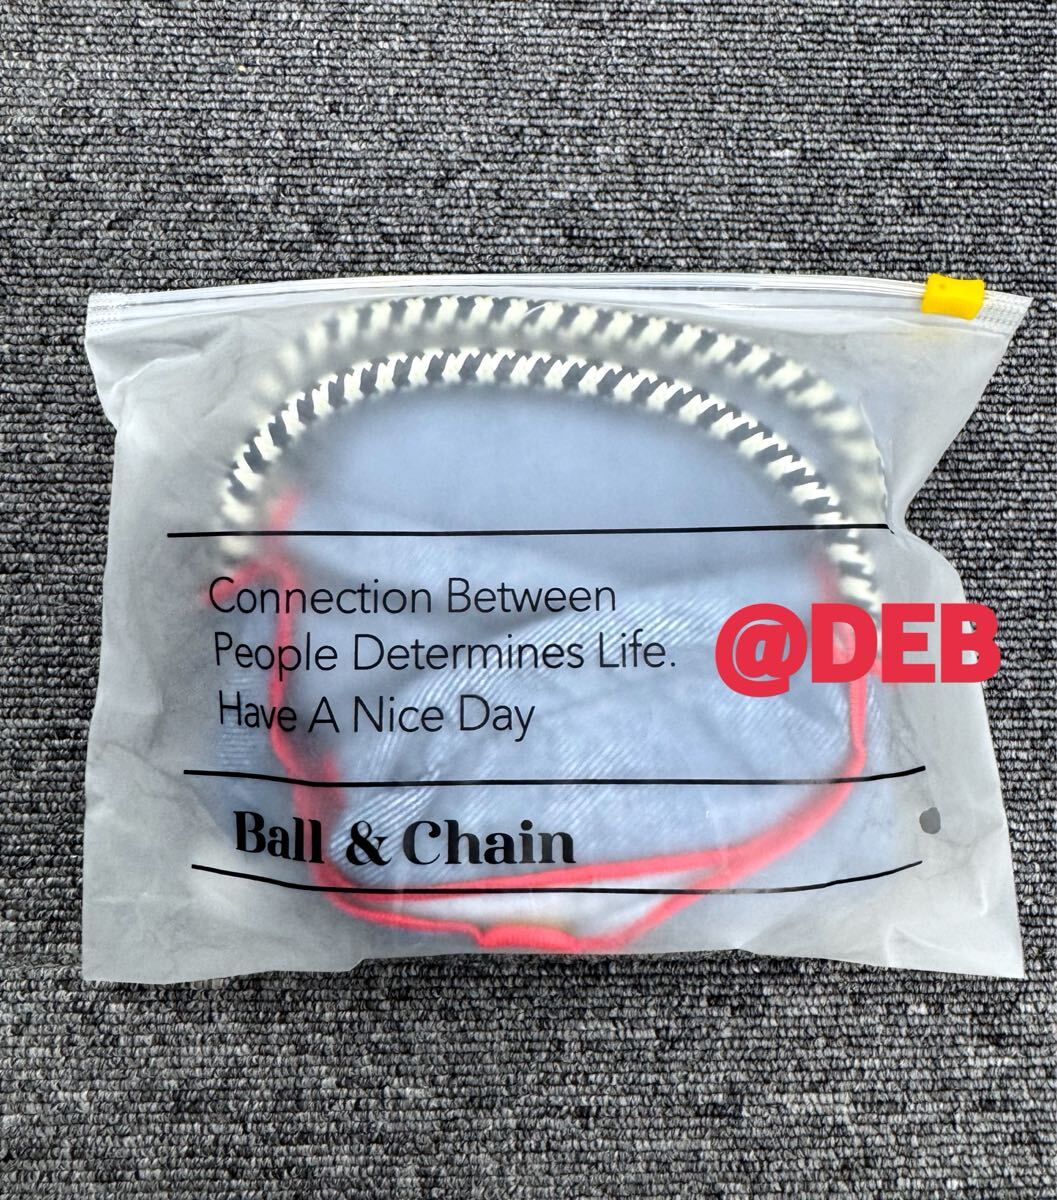 Connection Between
People Determines Life.
@DEB
Have A Nice Day
Ball & Chain